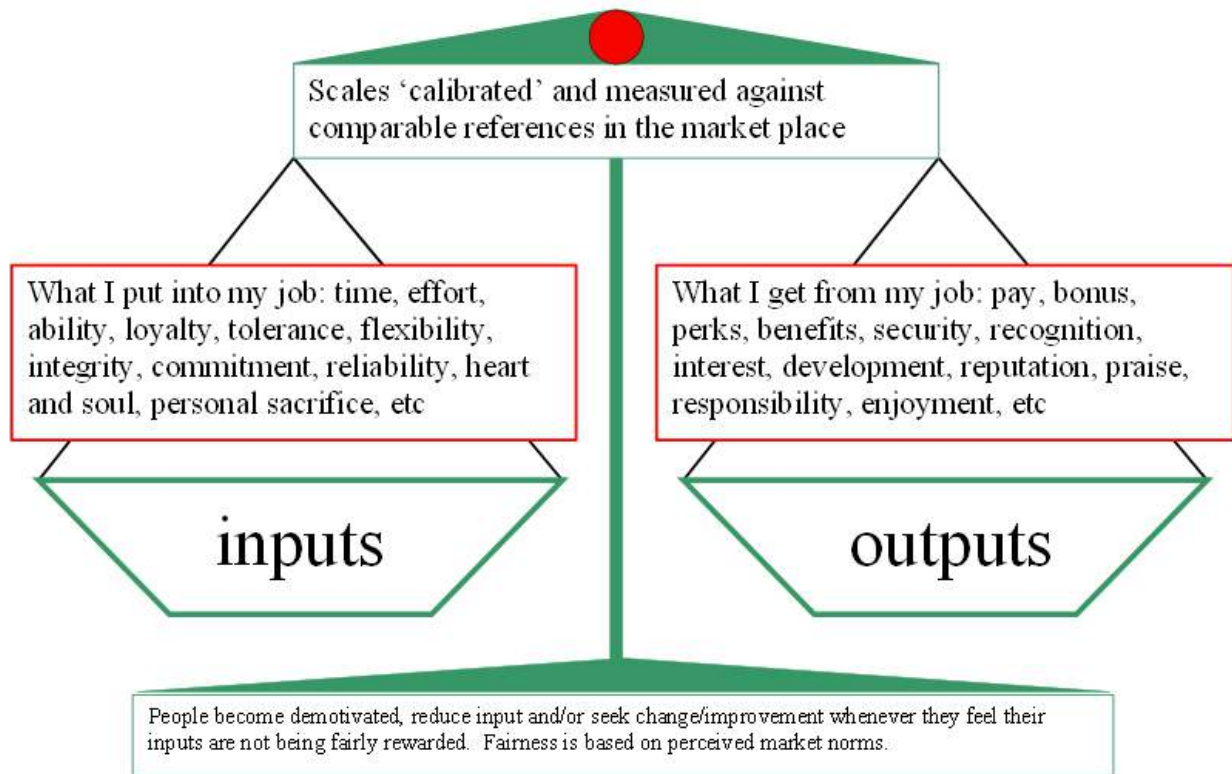 Scales ‘calibrated’ and measured against
comparable references in the market place
What I put into my job: time, effort,
ability, loyalty, tolerance, flexibility,
integrity, commitment, reliability, heart
and soul, personal sacrifice, etc
What I get from my job: pay, bonus,
perks, benefits, security, recognition,
interest, development, reputation, praise,
responsibility, enjoyment, etc
inputs
outputs
People become demotivated, reduce input and/or seek change/improvement whenever they feel their
inputs are not being fairly rewarded.  Fairness is based on perceived market norms.